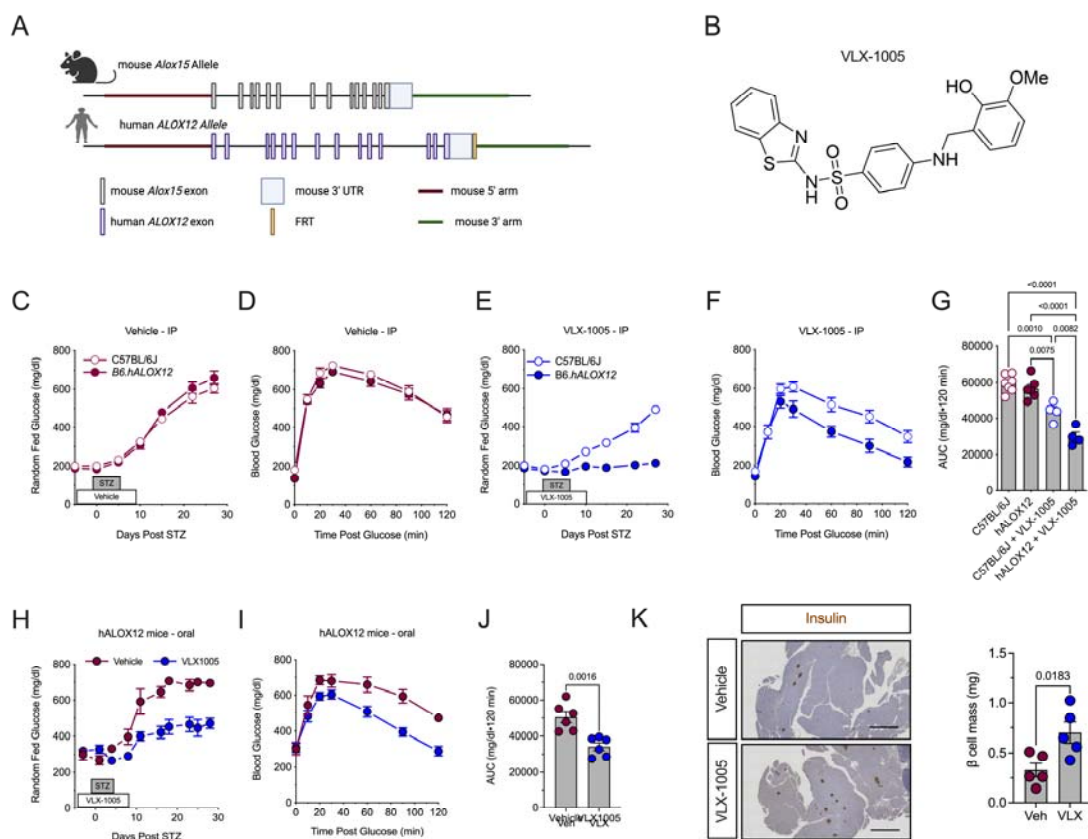 A
mouse Alox15 Allele
human ALOX12 Allele
mouse Alox15 exon
mouse 3' UTR
mouse 5' arm
human ALOX12 exon
FRT
mouse 3' arm
B
VLX-1005
OH
OMe
N
S
NH
O
S
O
NH
C
Vehicle - IP
C57BL/6J
B6.hALOX12
Random Fed Glucose (mg/dl)
800
600
400
200
0
STZ
Vehicle
0
10
20
30
Days Post STZ
D
Vehicle - IP
Blood Glucose (mg/dl)
800
600
400
200
0
0 20 40 60 80 100 120
Time Post Glucose (min)
E
VLX-1005 - IP
C57BL/6J
B6.hALOX12
Random Fed Glucose (mg/dl)
800
600
400
200
0
STZ
VLX-1005
0
10
20
30
Days Post STZ
F
VLX-1005 - IP
Blood Glucose (mg/dl)
800
600
400
200
0
0 20 40 60 80 100 120
Time Post Glucose (min)
G
<0.0001
<0.0001
0.0010 0.0082
0.0075
AUC (mg/dl•120 min)
80000
60000
40000
20000
0
C57BL/6J
hALOX12
C57BL/6J + VLX-1005
hALOX12 + VLX-1005
H
hALOX12 mice - oral
Vehicle
VLX1005
Random Fed Glucose (mg/dl)
800
600
400
200
0
STZ
VLX-1005
0
10
20
30
Days Post STZ
I
hALOX12 mice - oral
Blood Glucose (mg/dl)
800
600
400
200
0
0 20 40 60 80 100 120
Time Post Glucose (min)
J
0.0016
AUC (mg/dl•120 min)
80000
60000
40000
20000
0
Vehicle VLX1005
Veh VLX
K
Insulin
Vehicle
VLX-1005
0.0183
β cell mass (mg)
1.5
1.0
0.5
0.0
Veh VLX